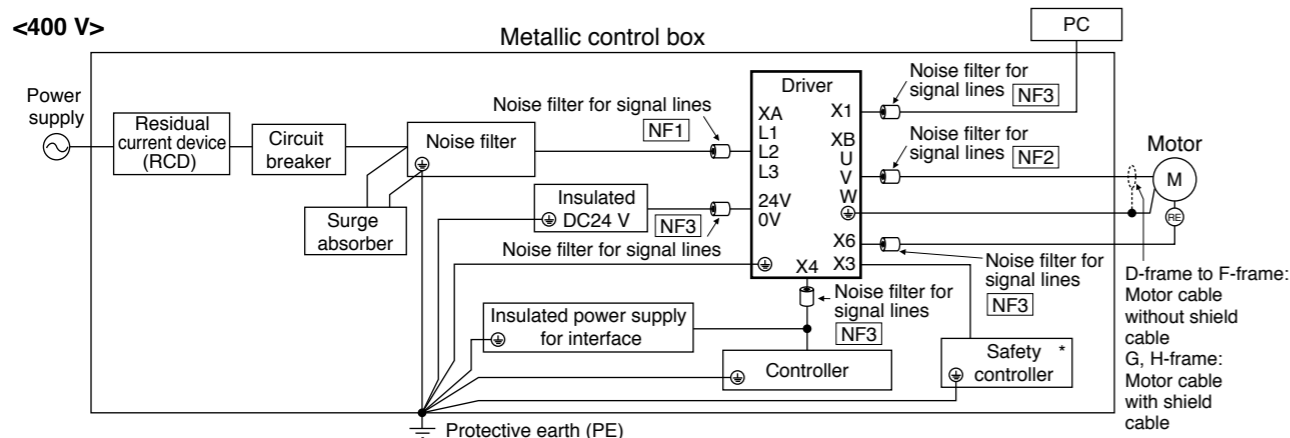 <400 V>
PC
Metallic control box
Power
supply
Residual
current device
(RCD)
Circuit
breaker
Noise filter
Surge
absorber
Noise filter for signal lines
NF1
Insulated
DC24 V
NF3
Noise filter for signal lines
Driver
XA
L1
L2
L3
24V
0V
X1
XB
U
V
W
X6
X4
X3
Noise filter for
signal lines NF3
Noise filter for
signal lines NF2
Motor
M
RE
Noise filter for
signal lines
NF3
Noise filter for
signal lines
NF3
D-frame to F-frame:
Motor cable
without shield
cable
G, H-frame:
Motor cable
with shield
cable
Insulated power supply
for interface
Controller
Safety *
controller
Protective earth (PE)